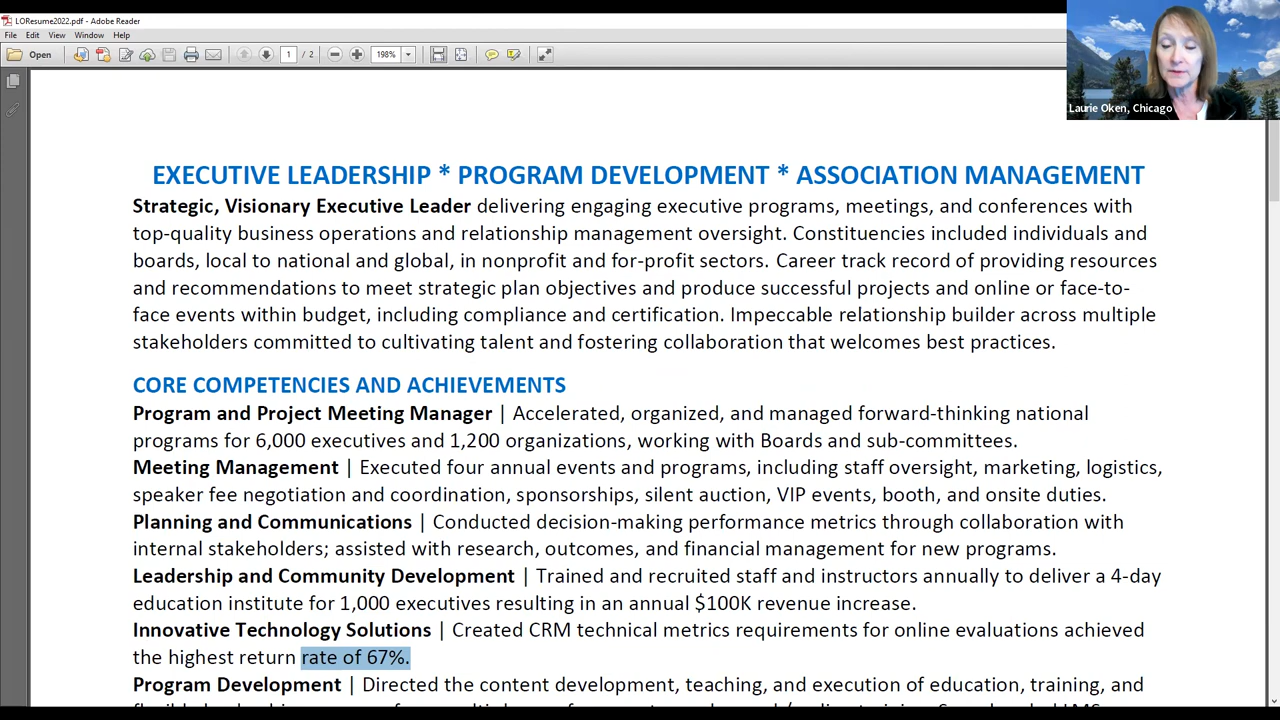 LOResume2022.pdf - Adobe Reader
File Edit View Window Help
Open 1 / 2 198%
Laurie Oken, Chicago
EXECUTIVE LEADERSHIP * PROGRAM DEVELOPMENT * ASSOCIATION MANAGEMENT
Strategic, Visionary Executive Leader delivering engaging executive programs, meetings, and conferences with
top-quality business operations and relationship management oversight. Constituencies included individuals and
boards, local to national and global, in nonprofit and for-profit sectors. Career track record of providing resources
and recommendations to meet strategic plan objectives and produce successful projects and online or face-to-
face events within budget, including compliance and certification. Impeccable relationship builder across multiple
stakeholders committed to cultivating talent and fostering collaboration that welcomes best practices.
CORE COMPETENCIES AND ACHIEVEMENTS
Program and Project Meeting Manager | Accelerated, organized, and managed forward-thinking national
programs for 6,000 executives and 1,200 organizations, working with Boards and sub-committees.
Meeting Management | Executed four annual events and programs, including staff oversight, marketing, logistics,
speaker fee negotiation and coordination, sponsorships, silent auction, VIP events, booth, and onsite duties.
Planning and Communications | Conducted decision-making performance metrics through collaboration with
internal stakeholders; assisted with research, outcomes, and financial management for new programs.
Leadership and Community Development | Trained and recruited staff and instructors annually to deliver a 4-day
education institute for 1,000 executives resulting in an annual $100K revenue increase.
Innovative Technology Solutions | Created CRM technical metrics requirements for online evaluations achieved
the highest return rate of 67%.
Program Development | Directed the content development, teaching, and execution of education, training, and